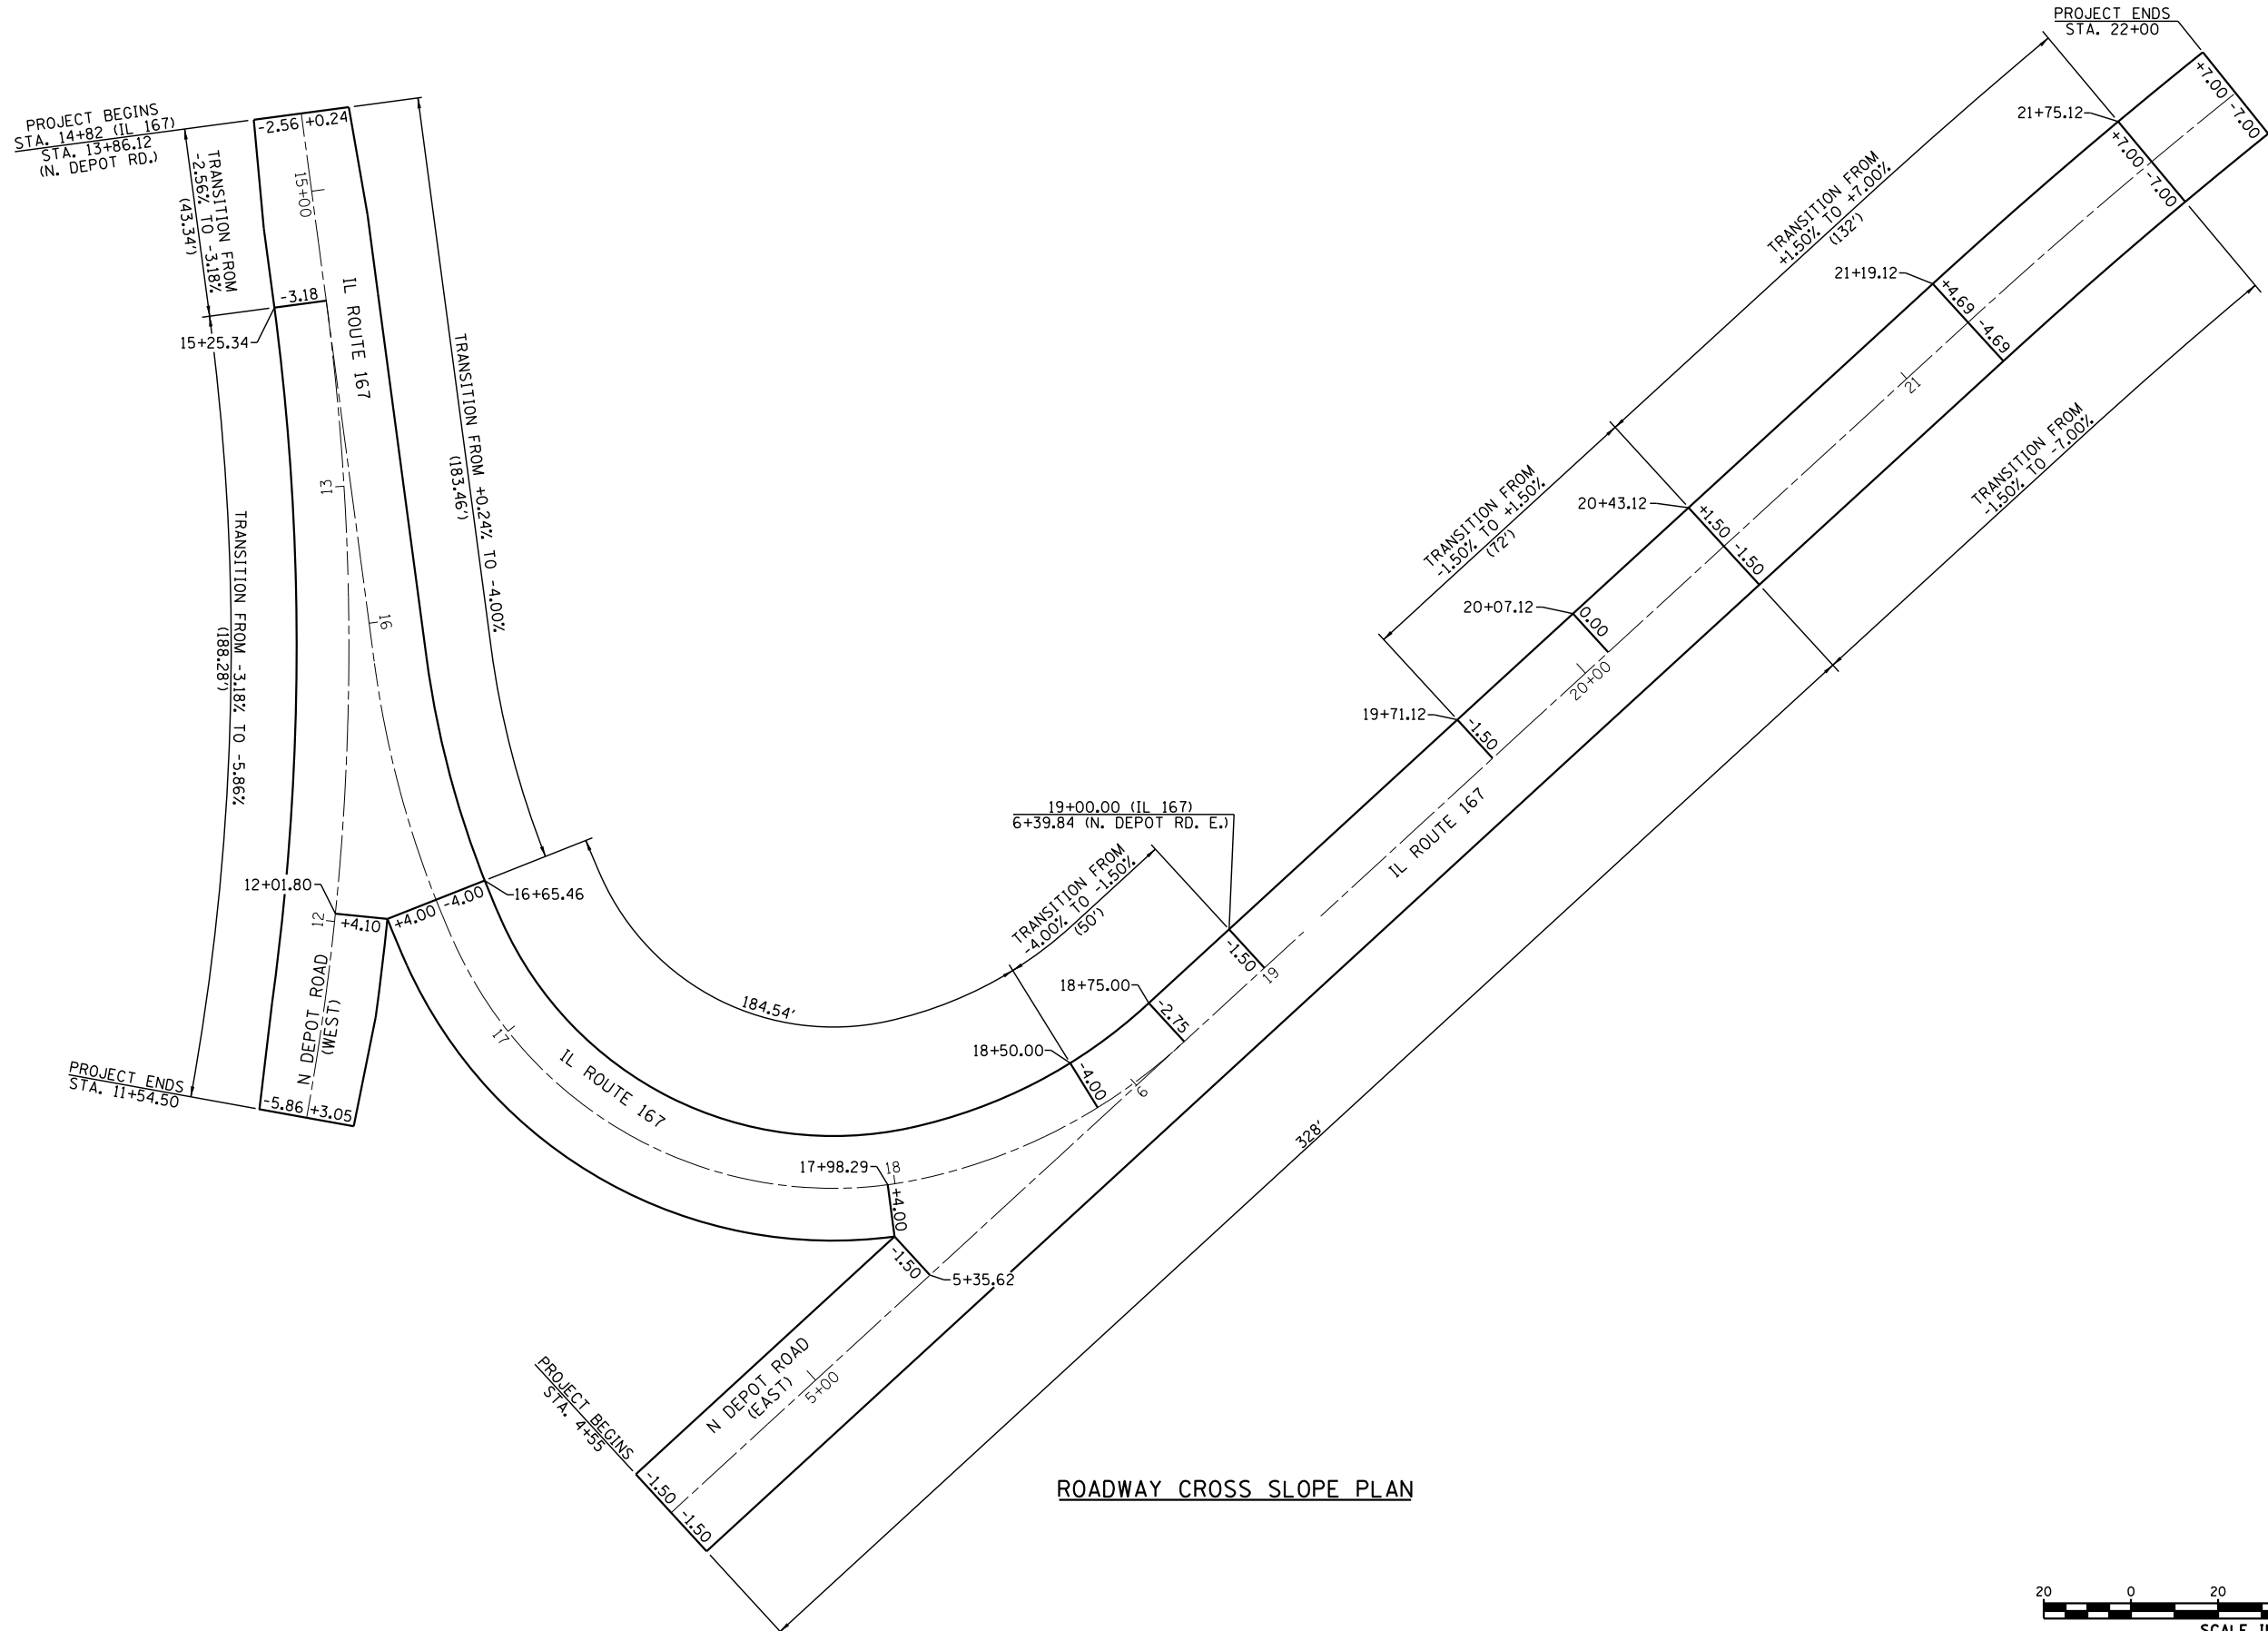 PROJECT ENDS
STA. 22+00
+7.00 -7.00
21+75.12
+7.00 -7.00
PROJECT BEGINS
STA. 14+82 (IL 167)
STA. 13+86.12
(N. DEPOT RD.)
-2.56 +0.24
TRANSITION FROM
-2.56% TO -3.18%
(43.34')
15+00
IL ROUTE 167
-3.18
15+25.34
TRANSITION FROM +0.24% TO -4.00%
(183.46')
13
16
TRANSITION FROM -3.18% TO -5.86%
(188.28')
TRANSITION FROM
+1.50% TO +7.00%
(132')
21+19.12
+4.69 -4.69
21
TRANSITION FROM
-1.50% TO -7.00%
TRANSITION FROM
-1.50% TO +1.50%
(72')
20+43.12
+1.50 -1.50
20+07.12
0.00
20+00
19+71.12
-1.50
IL ROUTE 167
19+00.00 (IL 167)
6+39.84 (N. DEPOT RD. E.)
TRANSITION FROM
-4.00% TO -1.50%
(50')
-1.50
19
12+01.80
+4.10
+4.00 -4.00
16+65.46
12
N DEPOT ROAD
(WEST)
184.54'
18+75.00
-2.75
18+50.00
-4.00
6
17
IL ROUTE 167
PROJECT ENDS
STA. 11+54.50
-5.86 +3.05
17+98.29
18
+4.00
-1.50
5+35.62
328'
N DEPOT ROAD
(EAST)
5+00
PROJECT BEGINS
STA. 4+55
-1.50 -1.50
ROADWAY CROSS SLOPE PLAN
20 0 20